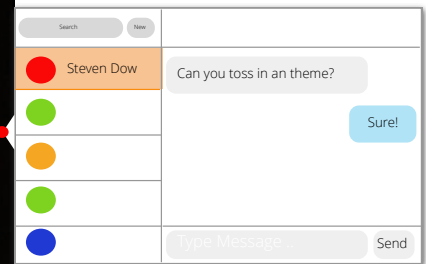 Search New
Steven Dow
Can you toss in an theme?
Sure!
Type Message ...
Send